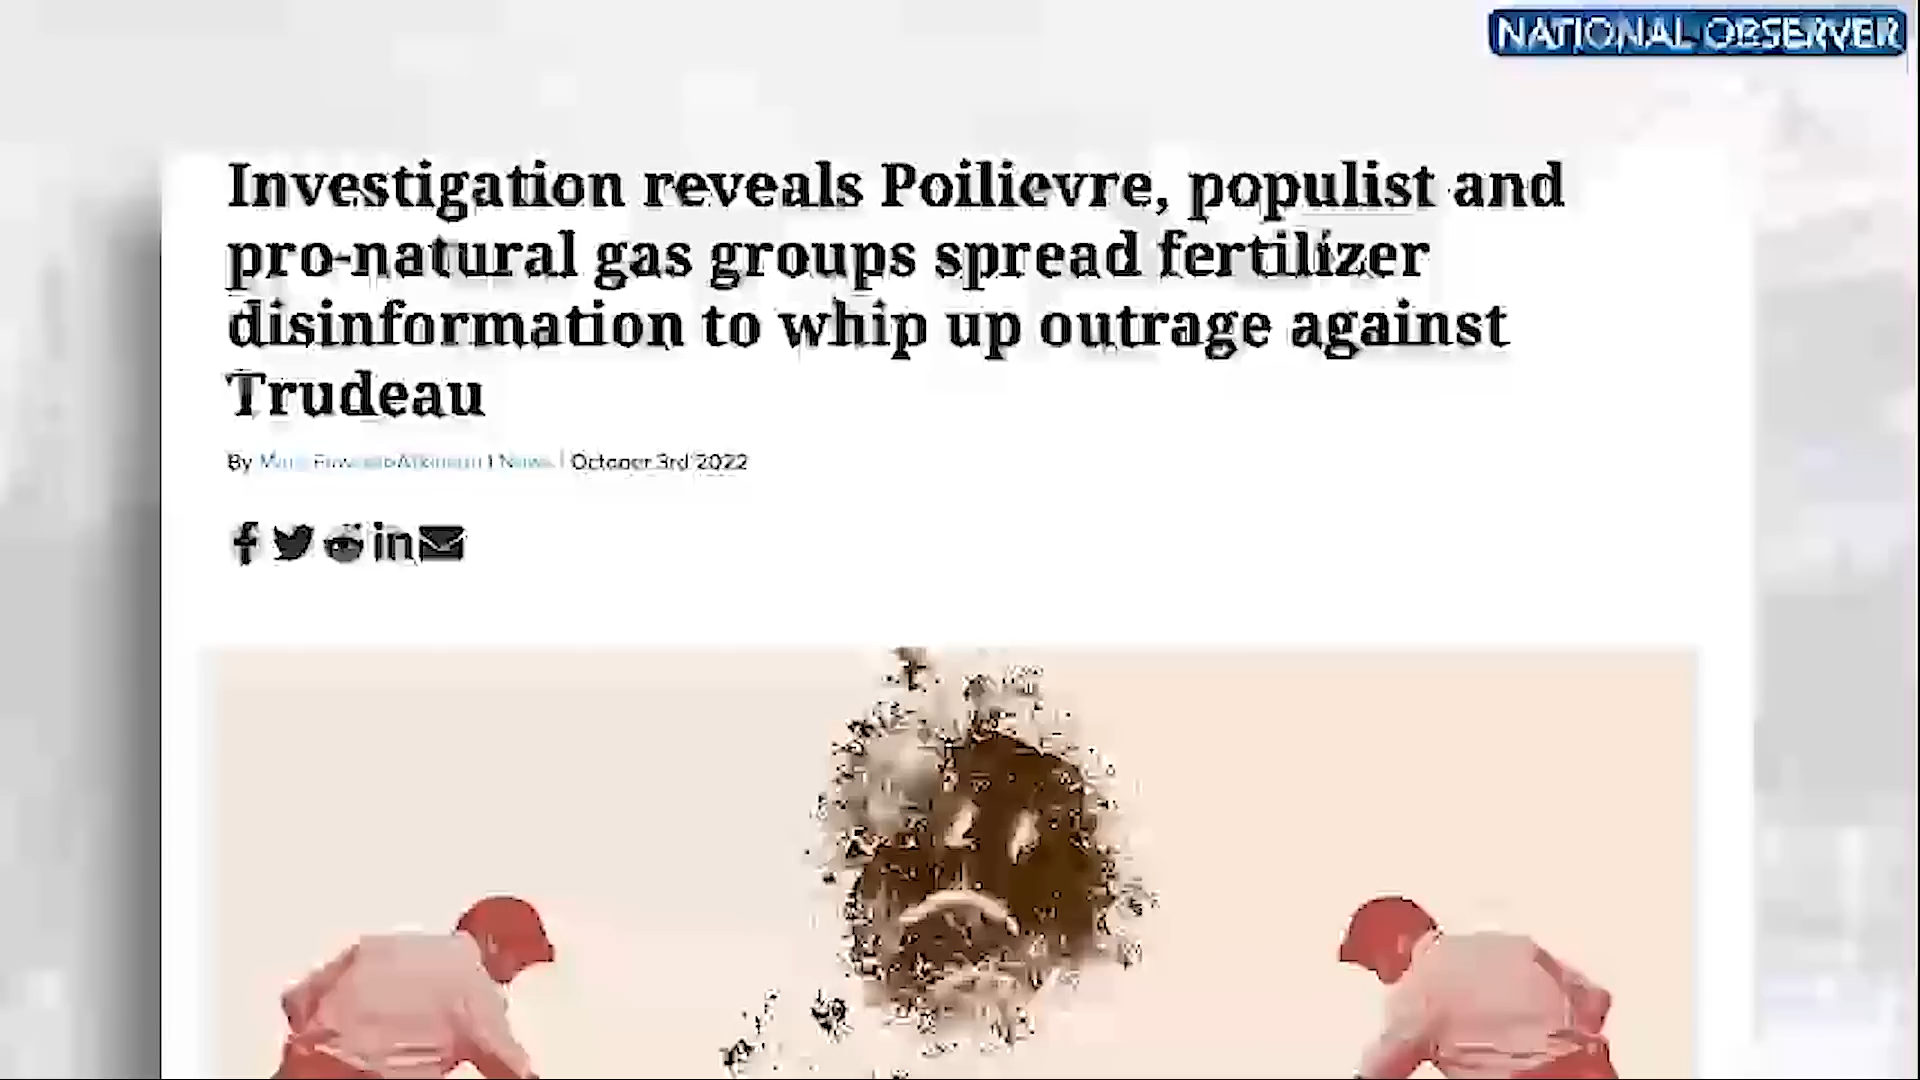 NATIONAL OBSERVER
Investigation reveals Poilievre, populist and
pro-natural gas groups spread fertilizer
disinformation to whip up outrage against
Trudeau
By | News | October 3rd 2022